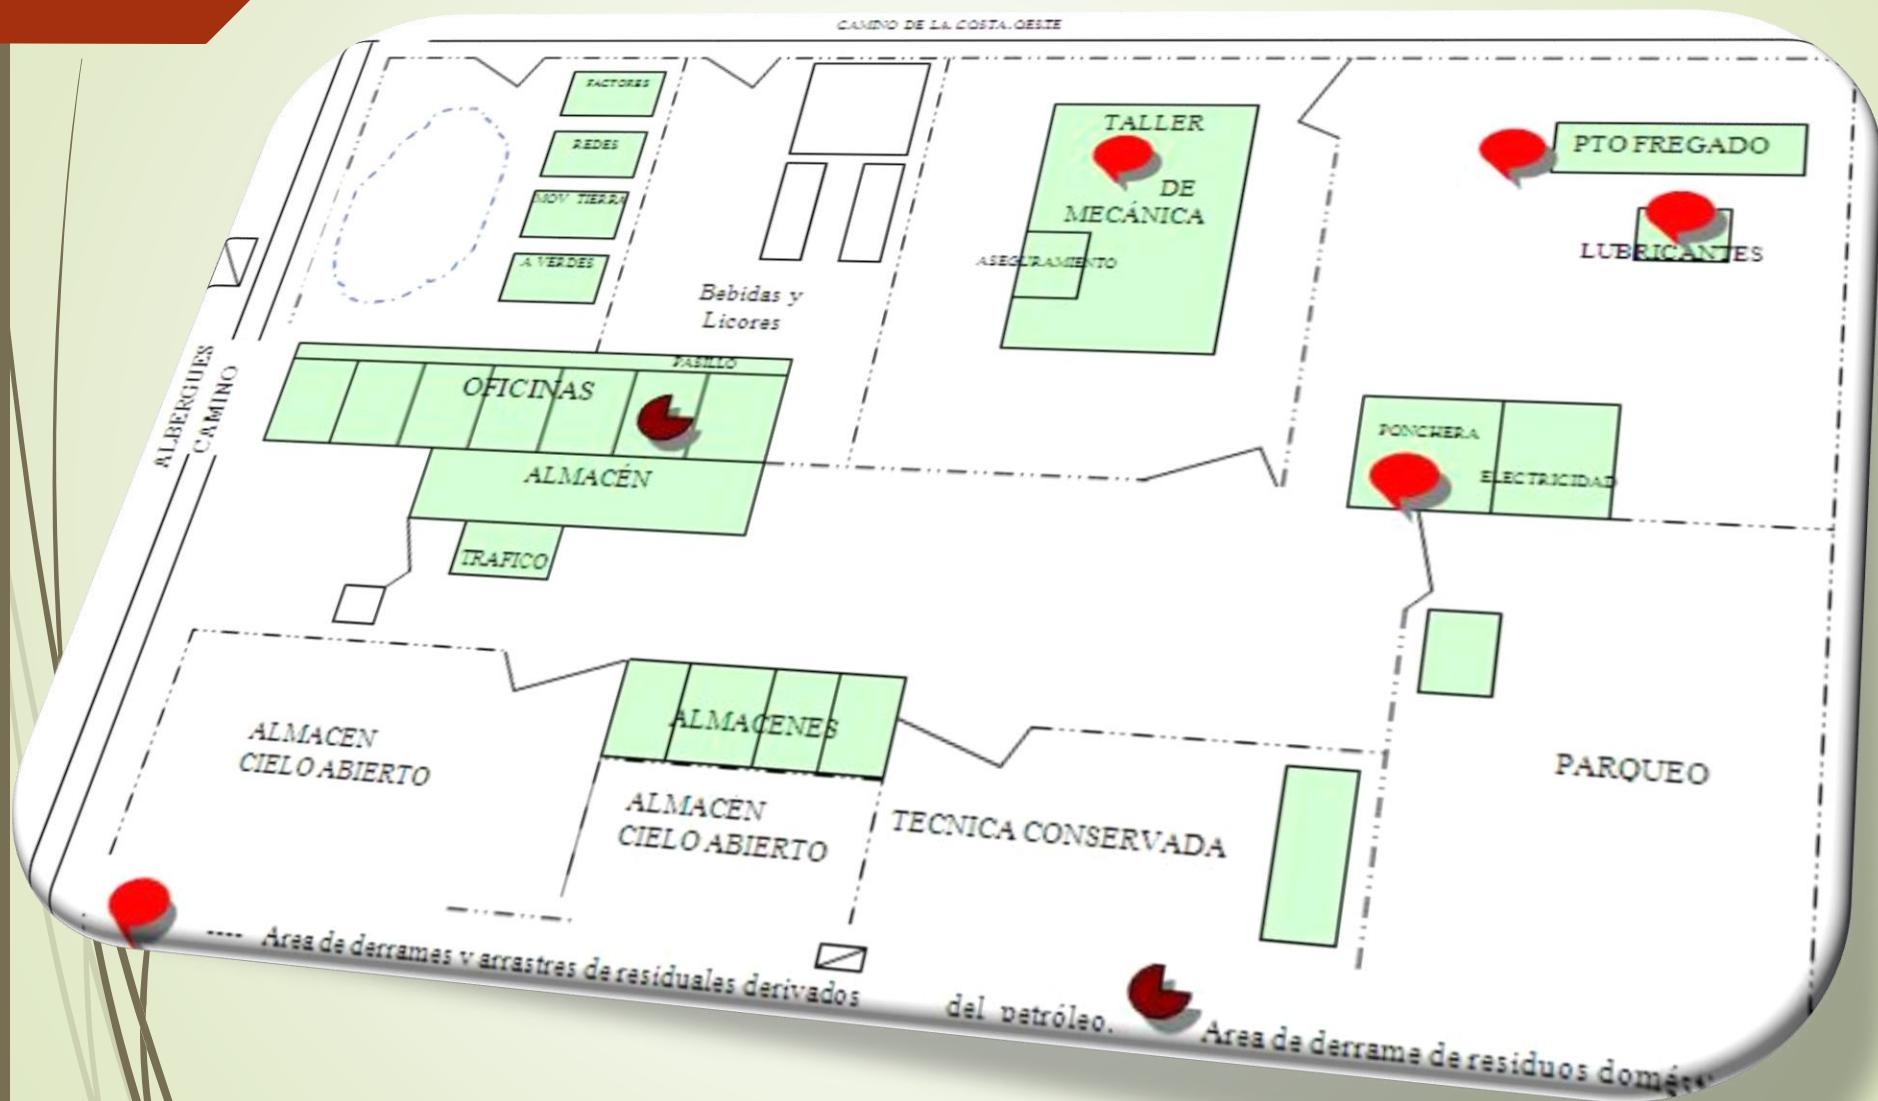 CAMINO DE LA COSTA. OESTE
FACTORES
REDES
MOV TIERRA
A VERDES
Bebidas y
Licores
TALLER
DE
MECÁNICA
ASEGURAMIENTO
PTO FREGADO
LUBRICANTES
ALBERGUES
CAMINO
PASILLO
OFICINAS
ALMACÉN
TRAFICO
PONCHERA
ELECTRICIDAD
ALMACEN
CIELO ABIERTO
ALMACENES
ALMACÉN
CIELO ABIERTO
TECNICA CONSERVADA
PARQUEO
---- Area de derrames y arrastres de residuales derivados del petróleo.
Area de derrame de residuos